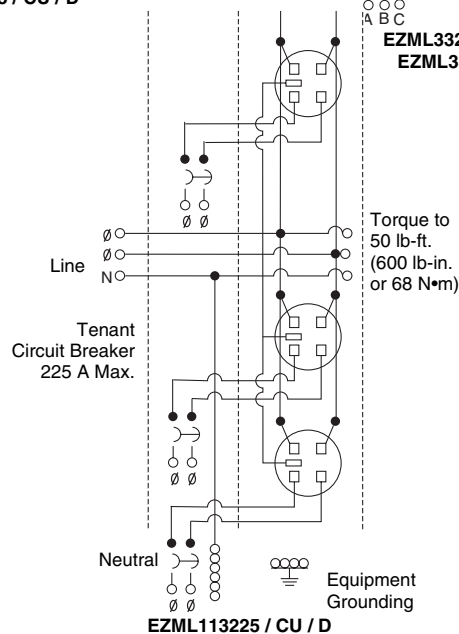 / CU / D
A B C
EZML332
EZML3
ø ø
ø
ø
N
Line
Torque to
50 lb-ft.
(600 lb-in.
or 68 N•m)
Tenant
Circuit Breaker
225 A Max.
ø ø
Neutral
ø ø
Equipment
Grounding
EZML113225 / CU / D